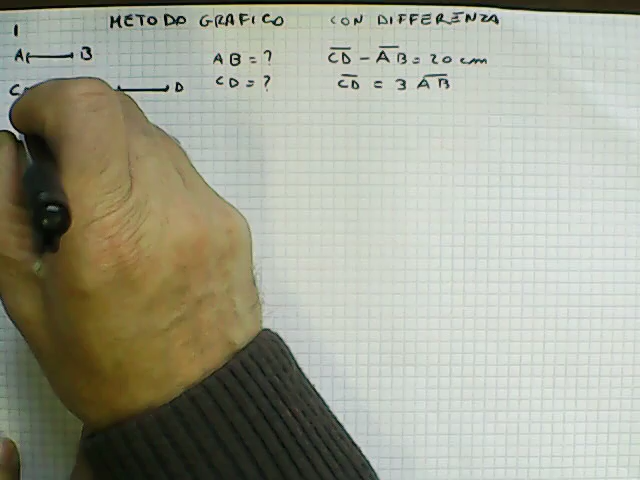 1 METODO GRAFICO CON DIFFERENZA
A B AB = ? CD - AB = 20 cm
C D CD = ? CD = 3 AB